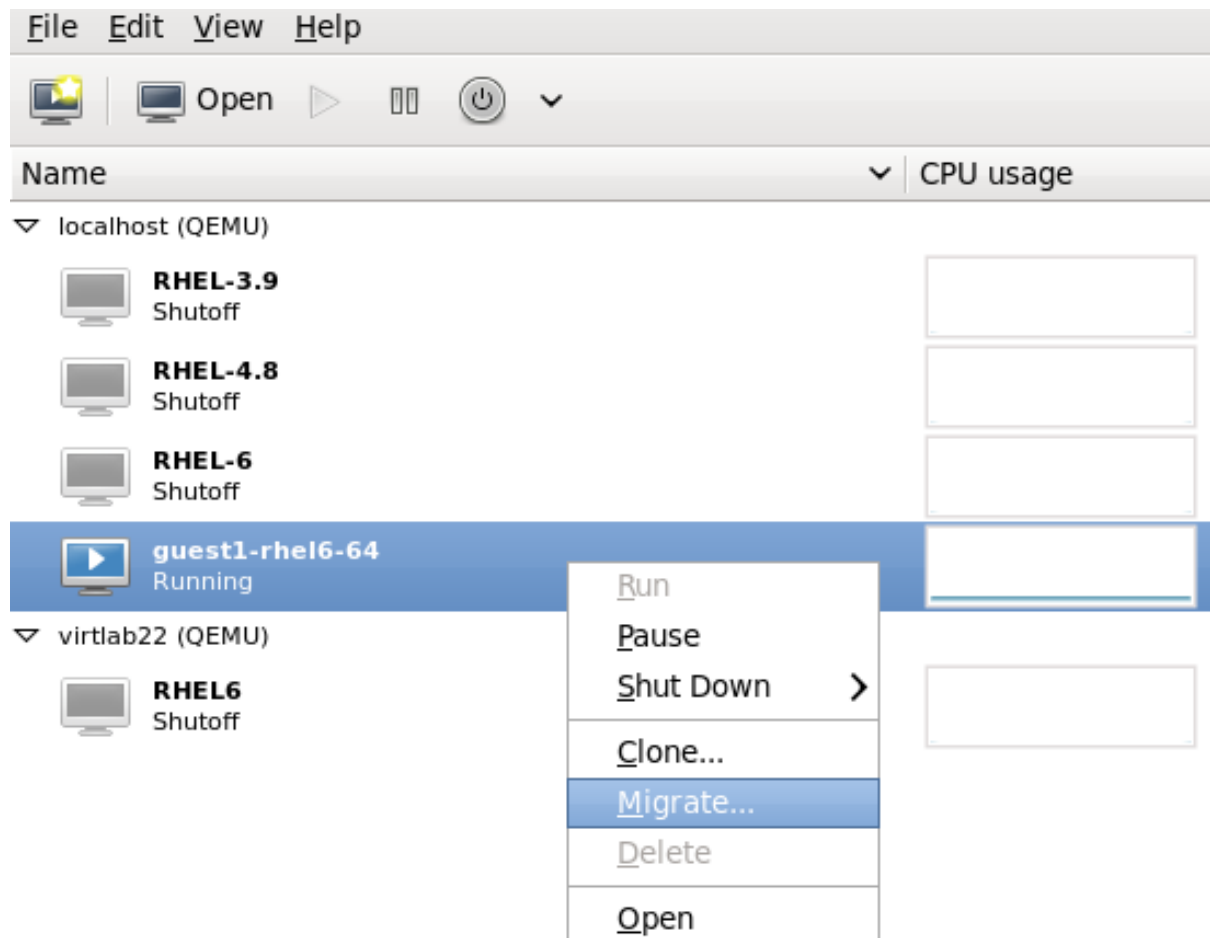 File Edit View Help
Open
Name CPU usage
localhost (QEMU)
RHEL-3.9
Shutoff
RHEL-4.8
Shutoff
RHEL-6
Shutoff
guest1-rhel6-64
Running
Run
Pause
Shut Down
Clone...
Migrate...
Delete
Open
virtlab22 (QEMU)
RHEL6
Shutoff